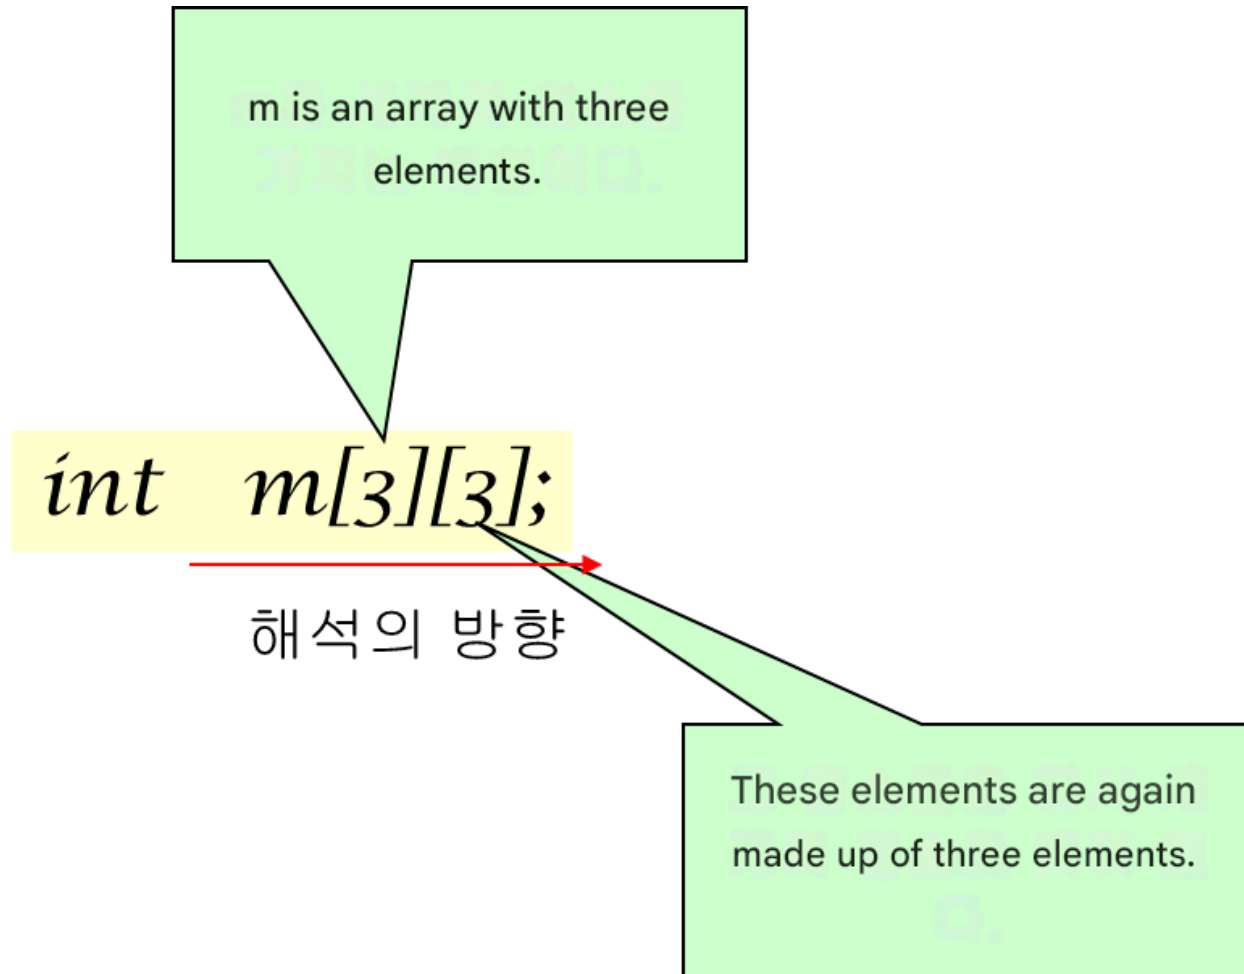 m is an array with three
elements.
int m[3][3];
해석의 방향
These elements are again
made up of three elements.